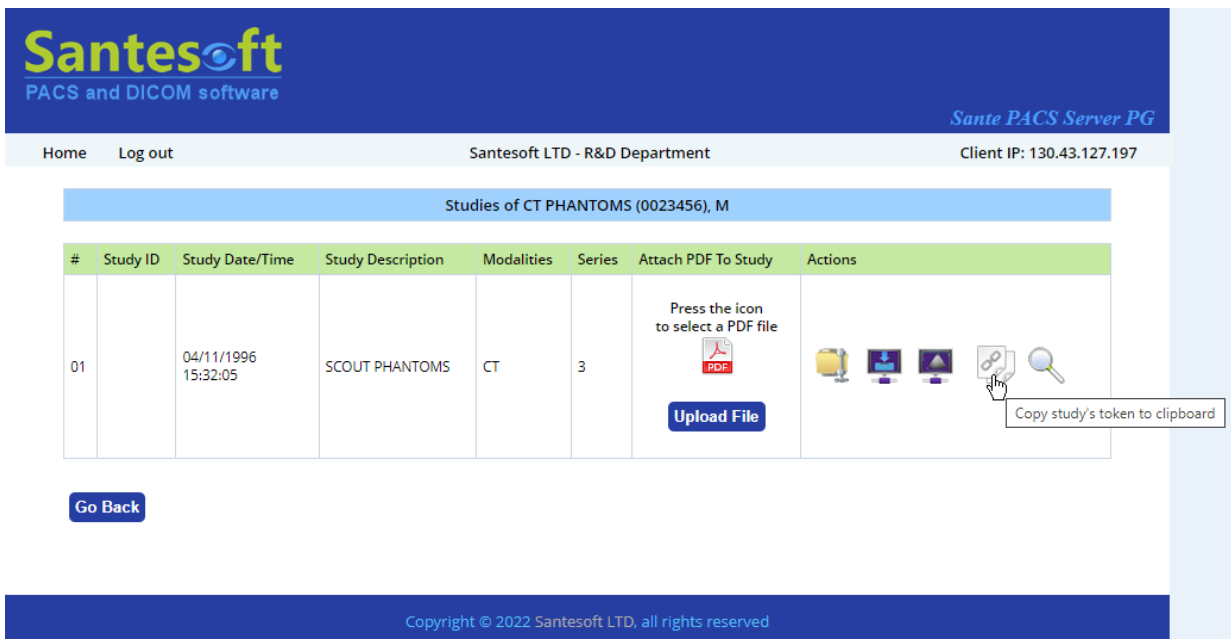 Santesoft
PACS and DICOM software
Sante PACS Server PG
Home Log out Santesoft LTD - R&D Department Client IP: 130.43.127.197
Studies of CT PHANTOMS (0023456), M
# Study ID Study Date/Time Study Description Modalities Series Attach PDF To Study Actions
Press the icon
to select a PDF file
PDF
01 04/11/1996 15:32:05 SCOUT PHANTOMS CT 3
Upload File
Copy study's token to clipboard
Go Back
Copyright © 2022 Santesoft LTD, all rights reserved